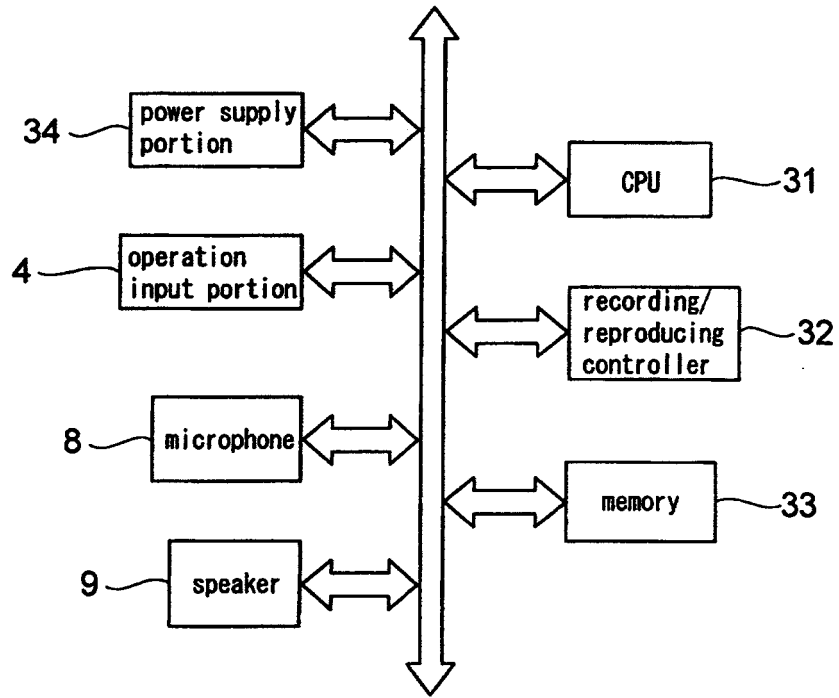 power supply
portion
34
CPU
31
operation
input portion
4
recording/
reproducing
controller
32
microphone
8
memory
33
speaker
9